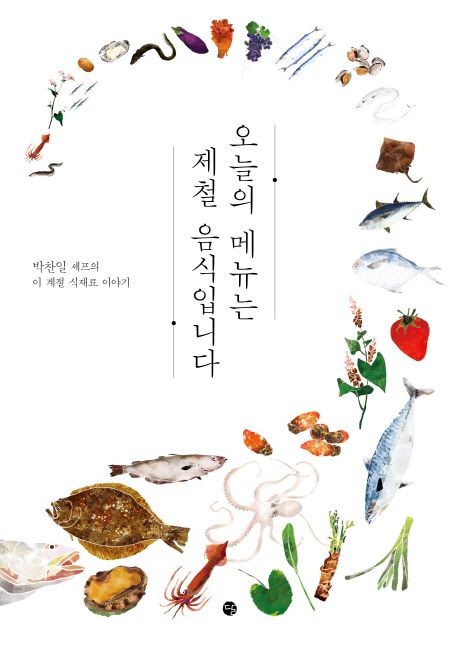 오늘의 메뉴는
제철 음식입니다
박찬일 셰프의
이 계절 식재료 이야기
달